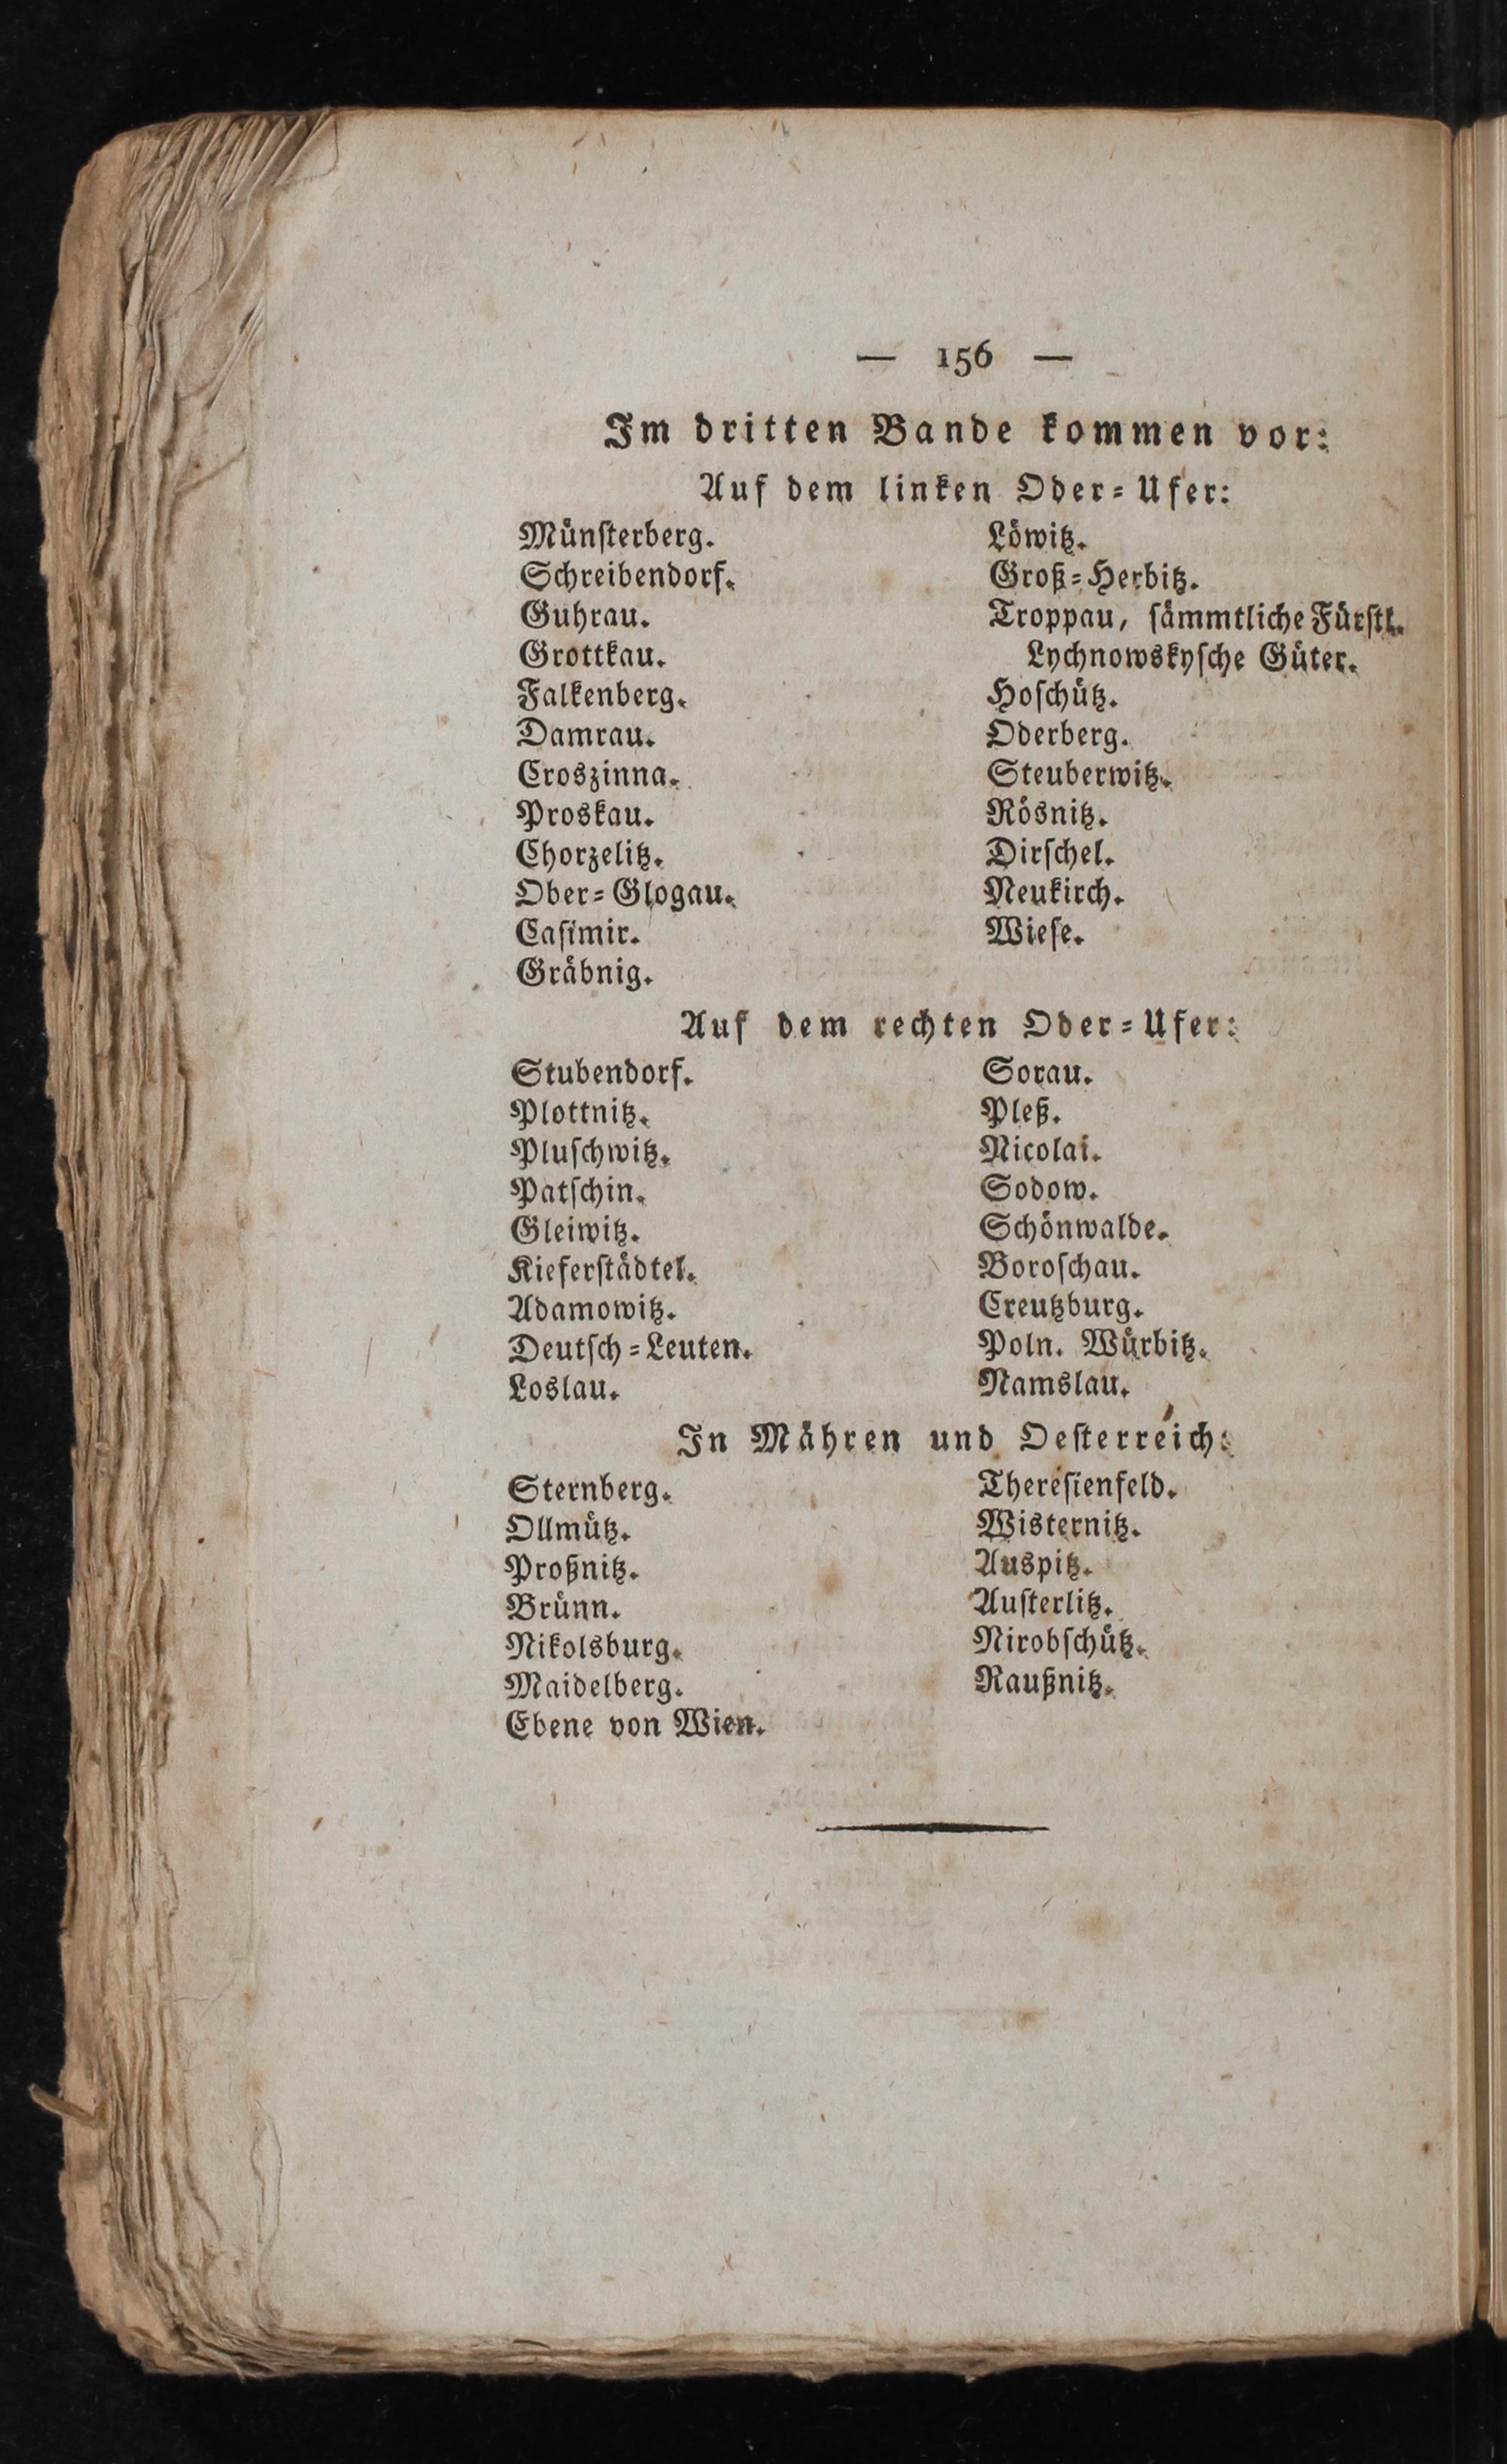 — 156 —
Im dritten Bande kommen vor:
Auf dem linken Oder=Ufer:
Münsterberg.
Schreibendorf.
Guhrau.
Grottkau.
Falkenberg.
Damrau.
Croszinna.
Proskau.
Chorzelitz.
Ober=Glogau.
Casimir.
Gräbnig.
Löwitz.
Groß=Herbitz.
Troppau, sämmtliche Fürstl.
Lychnowskysche Güter.
Hoschütz.
Oderberg.
Steuberwitz.
Rösnitz.
Dirschel.
Neukirch.
Wiese.
Auf dem rechten Oder=Ufer:
Stubendorf.
Plottnitz.
Pluschwitz.
Patschin.
Gleiwitz.
Kieferstädtel.
Adamowitz.
Deutsch=Leuten.
Loslau.
Sorau.
Pleß.
Nicolai.
Sodow.
Schönwalde.
Boroschau.
Creutzburg.
Poln. Würbitz.
Namslau.
In Mähren und Oesterreich:
Sternberg.
Ollmütz.
Proßnitz.
Brünn.
Nikolsburg.
Maidelberg.
Ebene von Wien.
Theresienfeld.
Wisternitz.
Auspitz.
Austerlitz.
Nirobschütz.
Raußnitz.